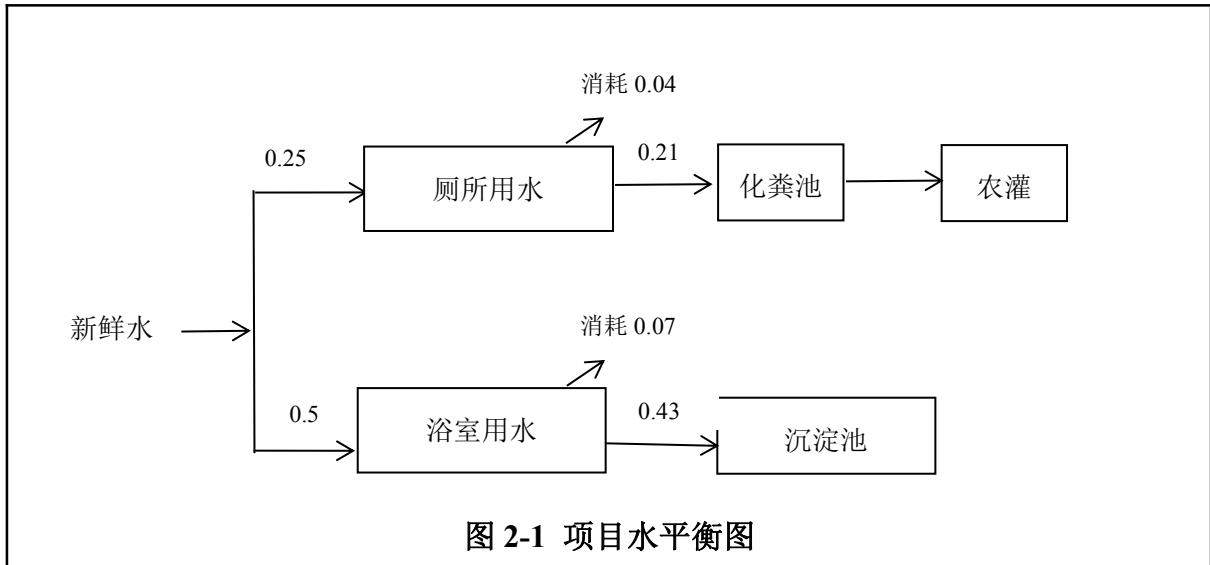 消耗 0.04
0.25
厕所用水
0.21
化粪池
农灌
新鲜水
消耗 0.07
0.5
浴室用水
0.43
沉淀池
图 2-1 项目水平衡图